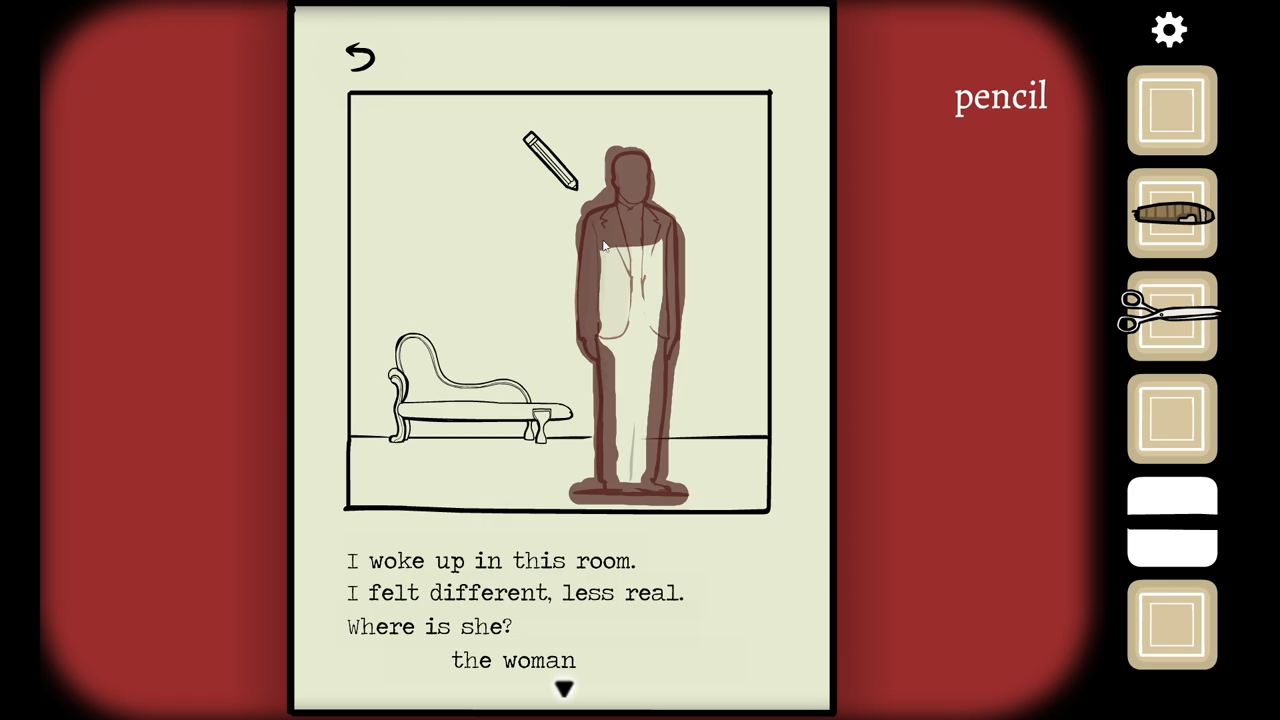 pencil
I woke up in this room.
I felt different, less real.
Where is she?
the woman